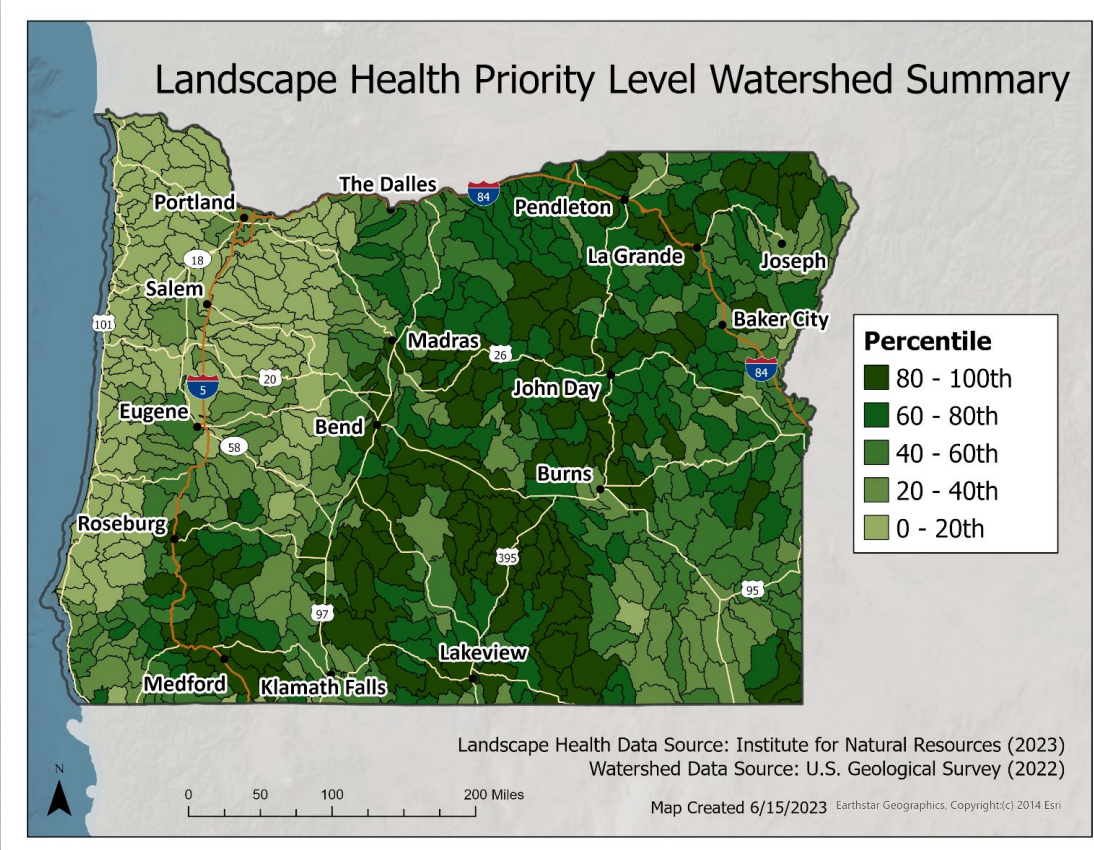 Landscape Health Priority Level Watershed Summary
The Dalles
84
Portland
Pendleton
La Grande
Joseph
18
Salem
101
Baker City
Madras
26
84
20
5
John Day
Eugene
Bend
58
Burns
Roseburg
395
95
97
Lakeview
Medford
Klamath Falls
Percentile
80 - 100th
60 - 80th
40 - 60th
20 - 40th
0 - 20th
Landscape Health Data Source: Institute for Natural Resources (2023)
Watershed Data Source: U.S. Geological Survey (2022)
N
0 50 100 200 Miles
Map Created 6/15/2023 Earthstar Geographics, Copyright:(c) 2014 Esri